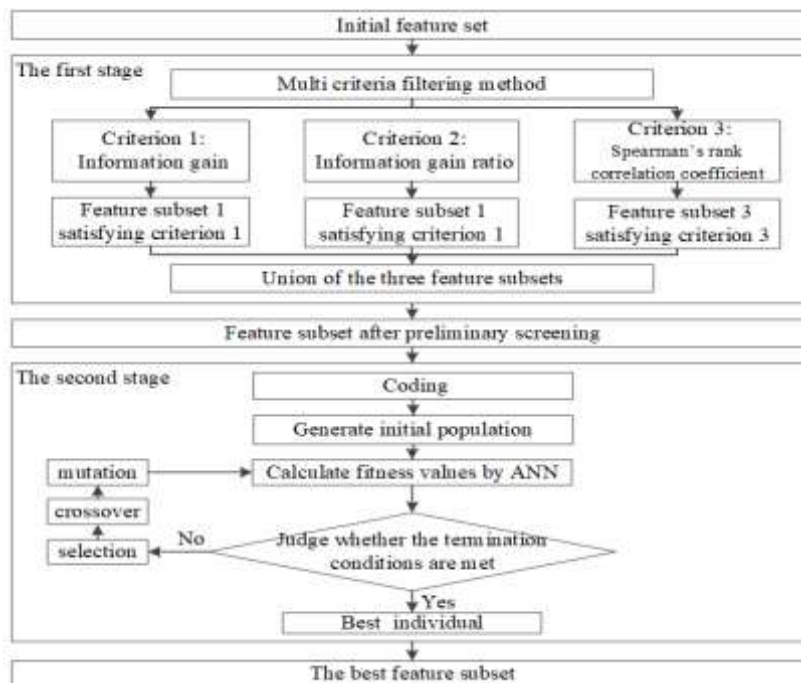 Initial feature set
The first stage
Multi criteria filtering method
Criterion 1:
Information gain
Criterion 2:
Information gain ratio
Criterion 3:
Spearman's rank
correlation coefficient
Feature subset 1
satisfying criterion 1
Feature subset 1
satisfying criterion 1
Feature subset 3
satisfying criterion 3
Union of the three feature subsets
Feature subset after preliminary screening
The second stage
Coding
Generate initial population
mutation
Calculate fitness values by ANN
crossover
selection
No
Judge whether the termination
conditions are met
Yes
Best individual
The best feature subset